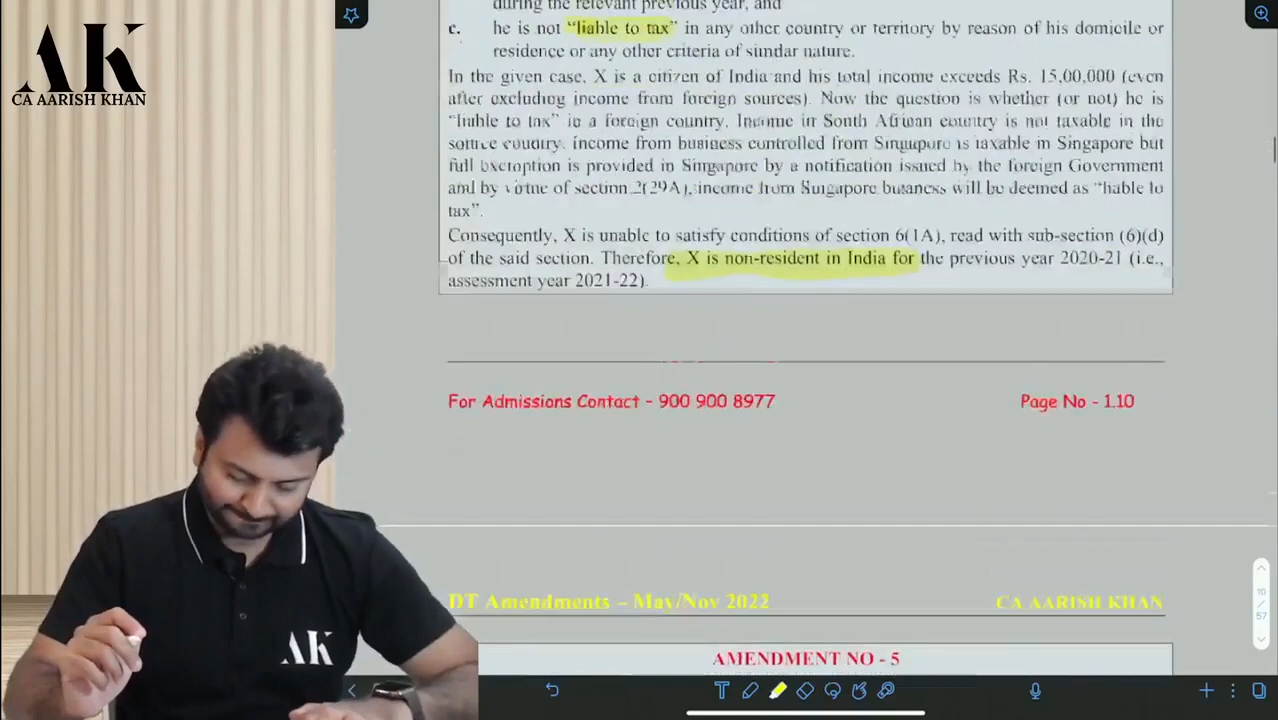 AK
CA AARISH KHAN
during the relevant previous year, and
c. he is not “liable to tax” in any other country or territory by reason of his domicile or
residence or any other criteria of sundar nature.
In the given case, X is a citizen of India and his total income exceeds Rs. 15,00,000 (even
after excluding income from foreign sources). Now the question is whether (or not) he is
“liable to tax” in a foreign country. Income in South African country is not taxable in the
source country. Income from business controlled from Singapore is taxable in Singapore but
full exemption is provided in Singapore by a notification issued by the foreign Government
and by virtue of section 2(29A), income from Singapore business will be deemed as “liable to
tax”.
Consequently, X is unable to satisfy conditions of section 6(1A), read with sub-section (6)(d)
of the said section. Therefore, X is non-resident in India for the previous year 2020-21 (i.e.,
assessment year 2021-22).
For Admissions Contact - 900 900 8977 Page No - 1.10
DT Amendments – May/Nov 2022 CA AARISH KHAN
AMENDMENT NO - 5
AK
10
/
57
T